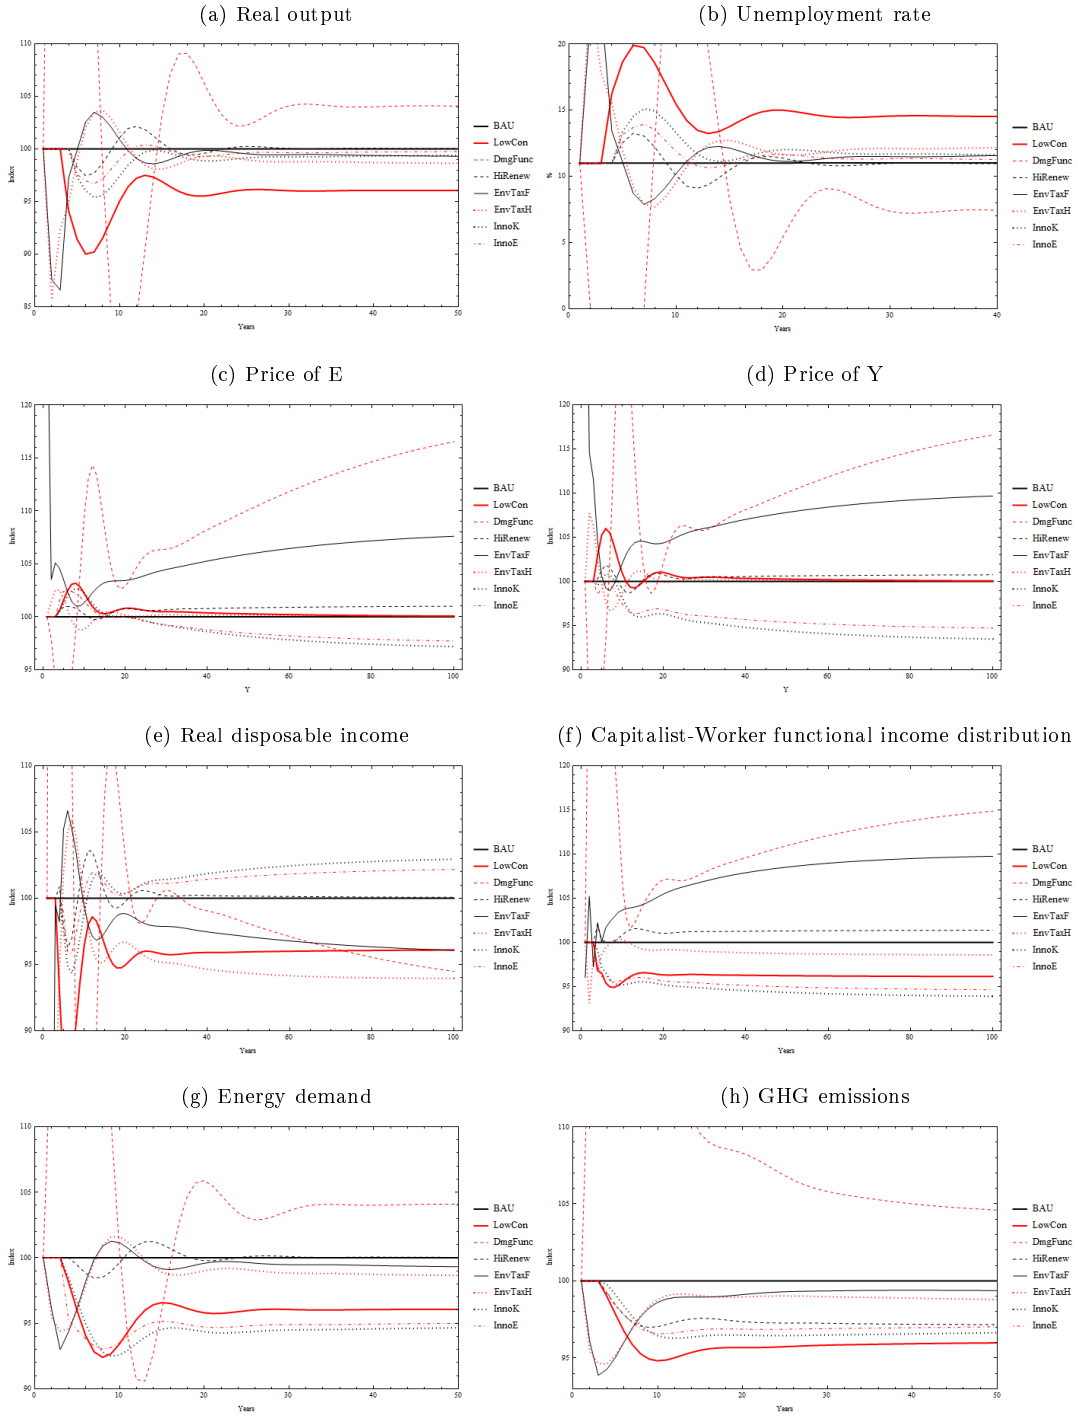 (a) Real output
110
105
100
95
90
85
Index
0
10
20
30
40
50
Years
BAU
LowCon
DmgFunc
HiRenew
EnvTaxF
EnvTaxH
InnoK
InnoE
(b) Unemployment rate
20
15
10
5
0
%
0
10
20
30
40
Years
BAU
LowCon
DmgFunc
HiRenew
EnvTaxF
EnvTaxH
InnoK
InnoE
(c) Price of E
120
115
110
105
100
95
Index
0
20
40
60
80
100
Y
BAU
LowCon
DmgFunc
HiRenew
EnvTaxF
EnvTaxH
InnoK
InnoE
(d) Price of Y
120
115
110
105
100
95
90
Index
0
20
40
60
80
100
Y
BAU
LowCon
DmgFunc
HiRenew
EnvTaxF
EnvTaxH
InnoK
InnoE
(e) Real disposable income
110
105
100
95
90
Index
0
20
40
60
80
100
Years
BAU
LowCon
DmgFunc
HiRenew
EnvTaxF
EnvTaxH
InnoK
InnoE
(f) Capitalist-Worker functional income distribution
120
115
110
105
100
95
90
Index
0
20
40
60
80
100
Years
BAU
LowCon
DmgFunc
HiRenew
EnvTaxF
EnvTaxH
InnoK
InnoE
(g) Energy demand
110
105
100
95
90
Index
0
10
20
30
40
50
Years
BAU
LowCon
DmgFunc
HiRenew
EnvTaxF
EnvTaxH
InnoK
InnoE
(h) GHG emissions
110
105
100
95
Index
0
10
20
30
40
50
Years
BAU
LowCon
DmgFunc
HiRenew
EnvTaxF
EnvTaxH
InnoK
InnoE